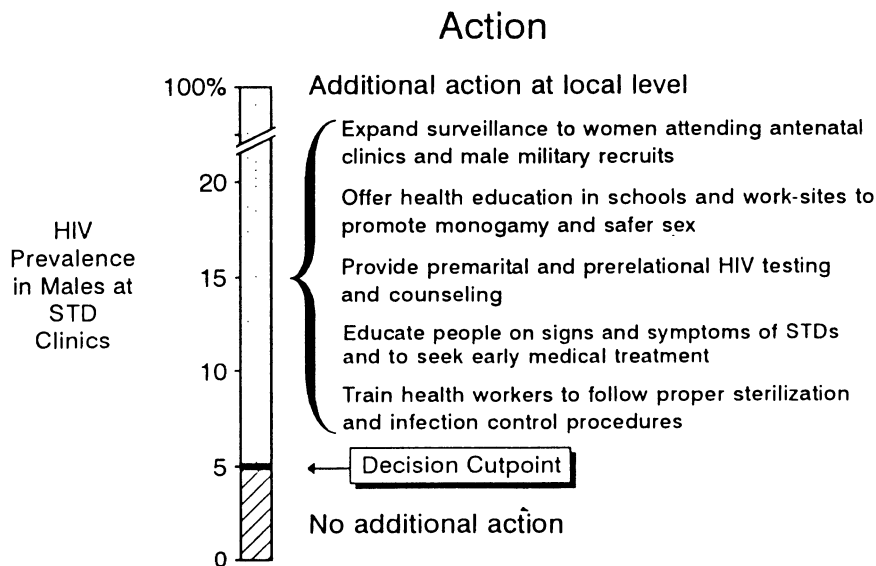 Action
100%
Additional action at local level
Expand surveillance to women attending antenatal
clinics and male military recruits
20
Offer health education in schools and work-sites to
promote monogamy and safer sex
HIV
Prevalence
in Males at
STD
Clinics
15
Provide premarital and prerelational HIV testing
and counseling
Educate people on signs and symptoms of STDs
and to seek early medical treatment
10
Train health workers to follow proper sterilization
and infection control procedures
5
Decision Cutpoint
No additional action
0